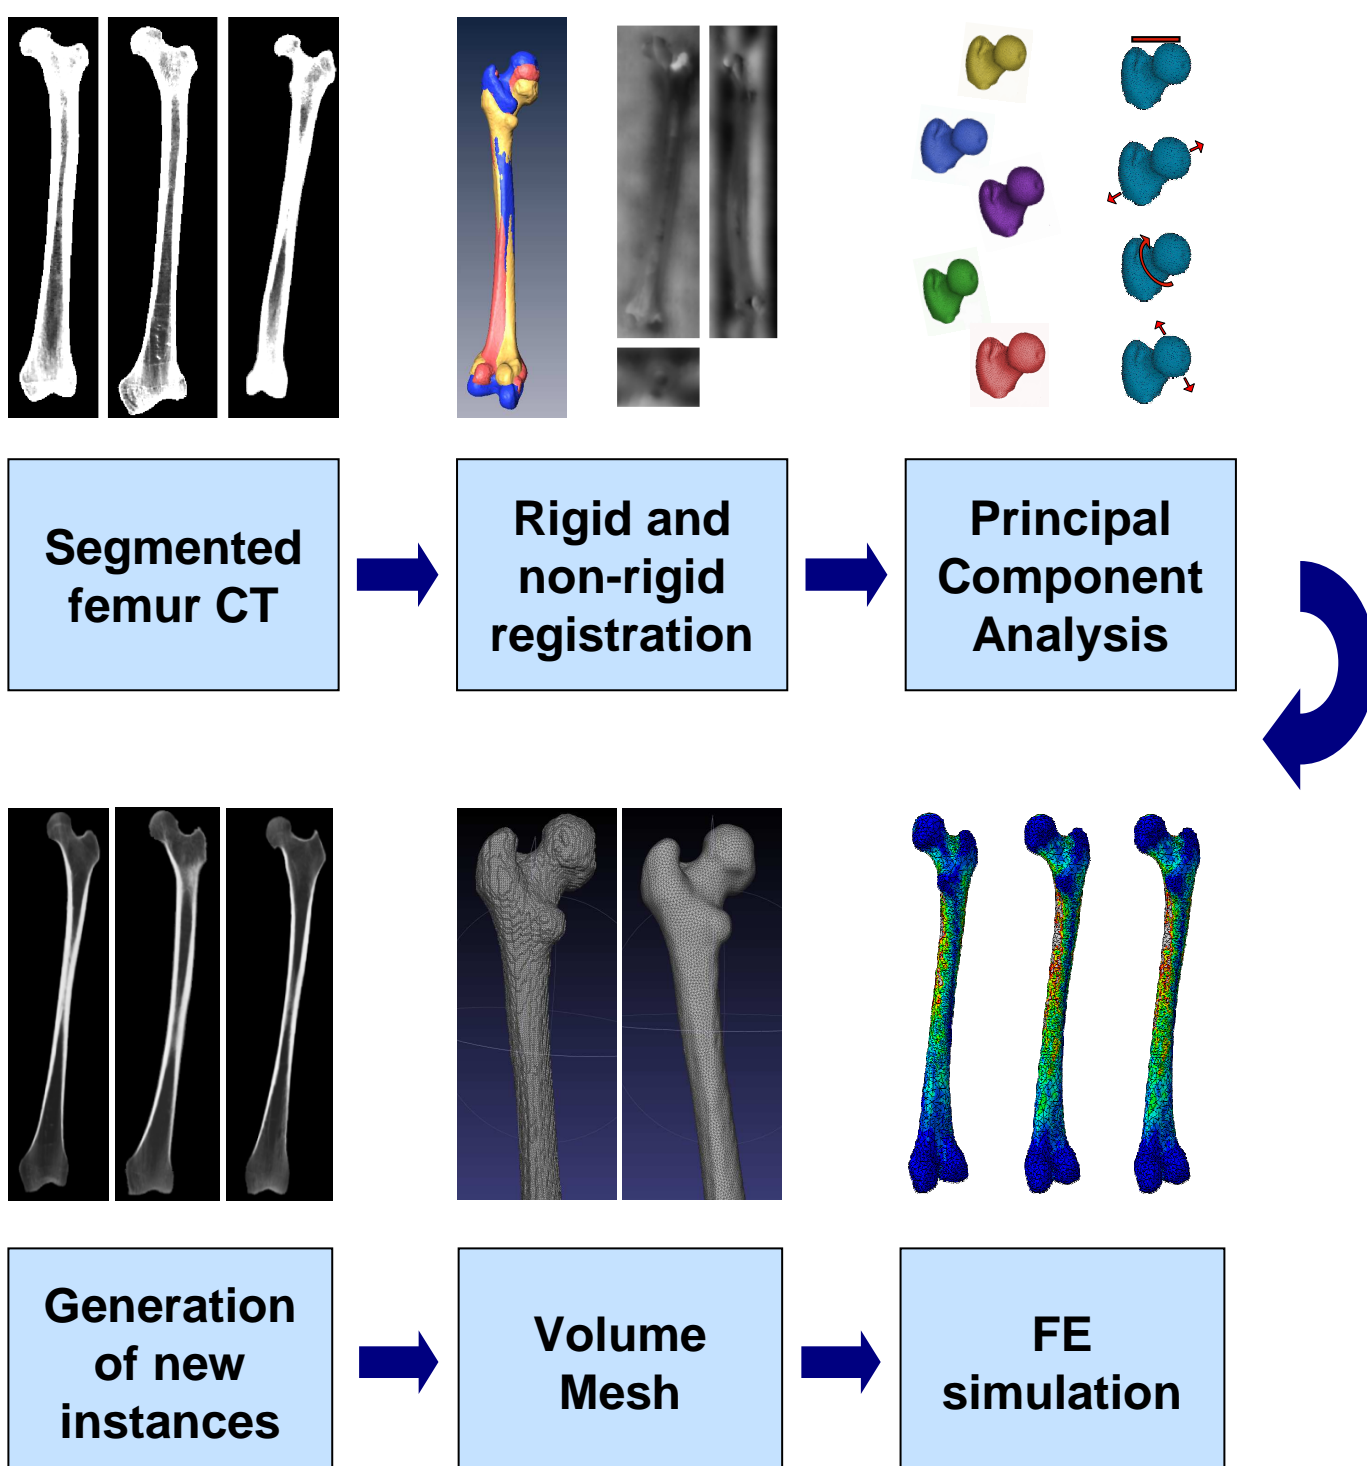 Segmented
femur CT
Rigid and
non-rigid
registration
Principal
Component
Analysis
Generation
of new
instances
Volume
Mesh
FE
simulation